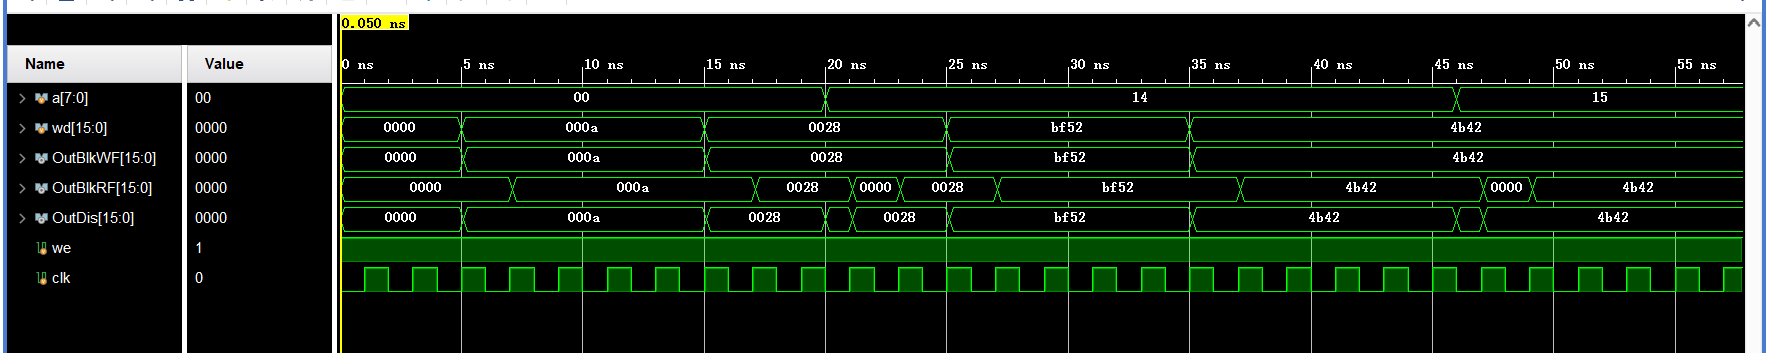 0.050 ns
Name Value
0 ns 5 ns 10 ns 15 ns 20 ns 25 ns 30 ns 35 ns 40 ns 45 ns 50 ns 55 ns
a[7:0] 00 00 14 15
wd[15:0] 0000 0000 000a 0028 bf52 4b42
OutBlkWF[15:0] 0000 0000 000a 0028 bf52 4b42
OutBlkRF[15:0] 0000 0000 000a 0028 0000 0028 bf52 4b42 0000 4b42
OutDis[15:0] 0000 0000 000a 0028 0028 bf52 4b42 4b42
we 1
clk 0